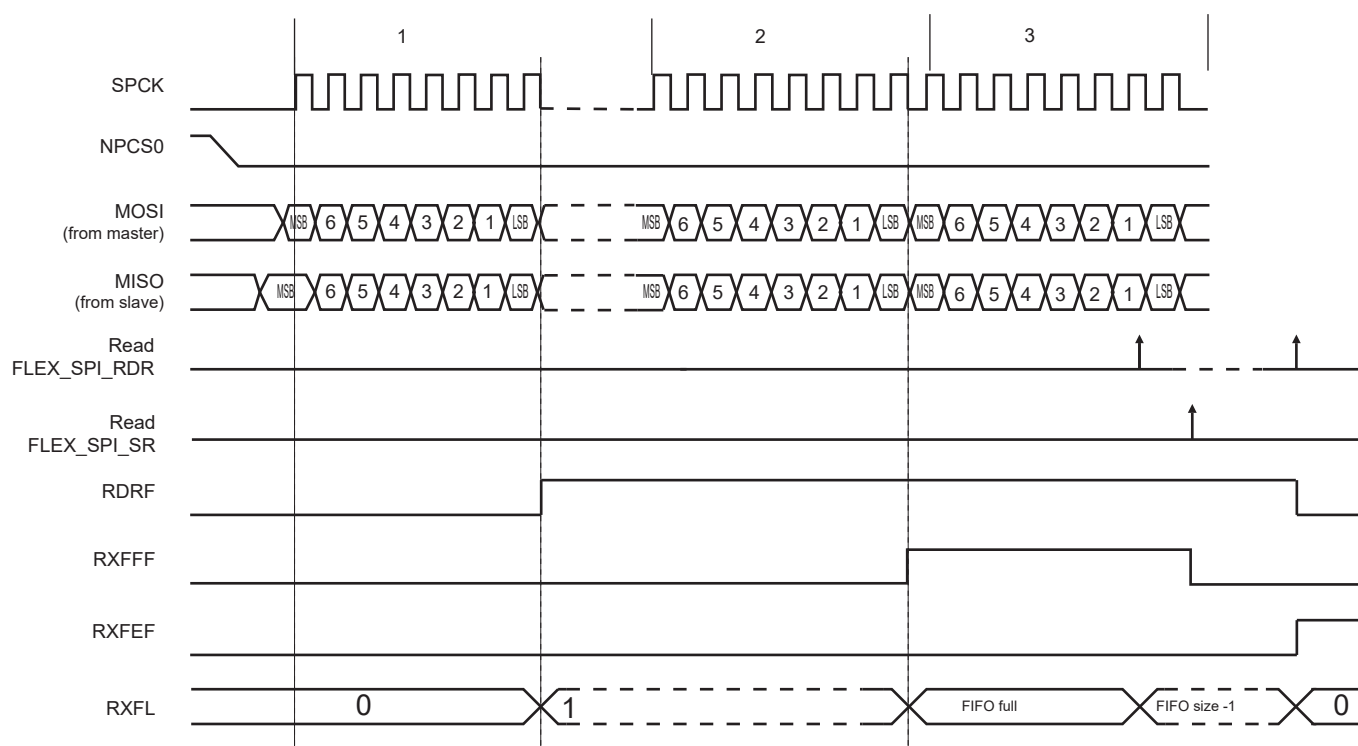 1 2 3
SPCK
NPCS0
MOSI
(from master)
MSB 6 5 4 3 2 1 LSB MSB 6 5 4 3 2 1 LSB MSB 6 5 4 3 2 1 LSB
MISO
(from slave)
MSB 6 5 4 3 2 1 LSB MSB 6 5 4 3 2 1 LSB MSB 6 5 4 3 2 1 LSB
Read
FLEX_SPI_RDR
Read
FLEX_SPI_SR
RDRF
RXFFF
RXFEF
RXFL 0 1 FIFO full FIFO size -1 0